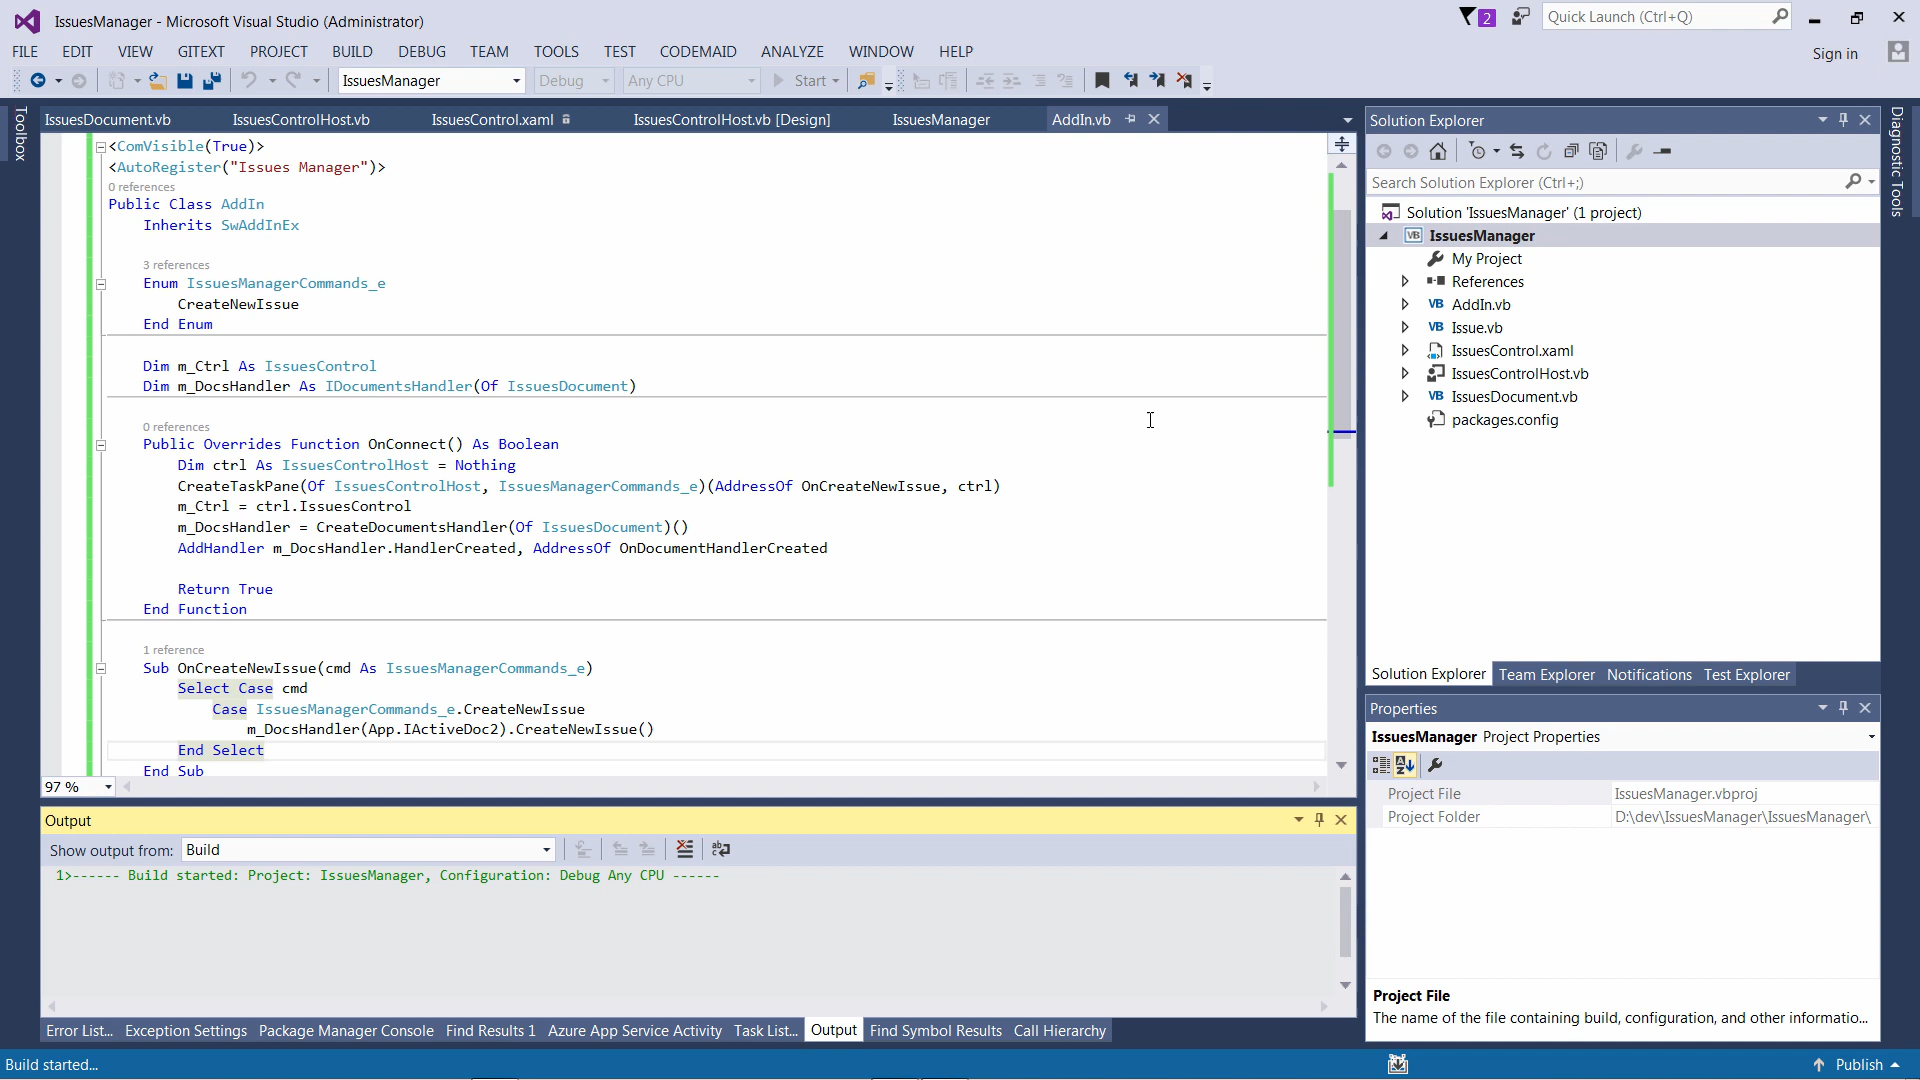 IssuesManager - Microsoft Visual Studio (Administrator)
2
Quick Launch (Ctrl+Q)
FILE EDIT VIEW GITEXT PROJECT BUILD DEBUG TEAM TOOLS TEST CODEMAID ANALYZE WINDOW HELP
Sign in
IssuesManager Debug Any CPU Start
Toolbox
IssuesDocument.vb IssuesControlHost.vb IssuesControl.xaml IssuesControlHost.vb [Design] IssuesManager AddIn.vb
<ComVisible(True)>
<AutoRegister("Issues Manager")>
0 references
Public Class AddIn
Inherits SwAddInEx
3 references
Enum IssuesManagerCommands_e
CreateNewIssue
End Enum
Dim m_Ctrl As IssuesControl
Dim m_DocsHandler As IDocumentsHandler(Of IssuesDocument)
0 references
Public Overrides Function OnConnect() As Boolean
Dim ctrl As IssuesControlHost = Nothing
CreateTaskPane(Of IssuesControlHost, IssuesManagerCommands_e)(AddressOf OnCreateNewIssue, ctrl)
m_Ctrl = ctrl.IssuesControl
m_DocsHandler = CreateDocumentsHandler(Of IssuesDocument)()
AddHandler m_DocsHandler.HandlerCreated, AddressOf OnDocumentHandlerCreated
Return True
End Function
1 reference
Sub OnCreateNewIssue(cmd As IssuesManagerCommands_e)
Select Case cmd
Case IssuesManagerCommands_e.CreateNewIssue
m_DocsHandler(App.IActiveDoc2).CreateNewIssue()
End Select
End Sub
97 %
Output
Show output from: Build
1>------ Build started: Project: IssuesManager, Configuration: Debug Any CPU ------
Error List... Exception Settings Package Manager Console Find Results 1 Azure App Service Activity Task List... Output Find Symbol Results Call Hierarchy
Solution Explorer
Search Solution Explorer (Ctrl+;)
Solution 'IssuesManager' (1 project)
VB IssuesManager
My Project
References
VB AddIn.vb
VB Issue.vb
IssuesControl.xaml
IssuesControlHost.vb
VB IssuesDocument.vb
packages.config
Solution Explorer Team Explorer Notifications Test Explorer
Properties
IssuesManager Project Properties
Project File IssuesManager.vbproj
Project Folder D:\dev\IssuesManager\IssuesManager\
Project File
The name of the file containing build, configuration, and other informatio...
Diagnostic Tools
Build started...
Publish